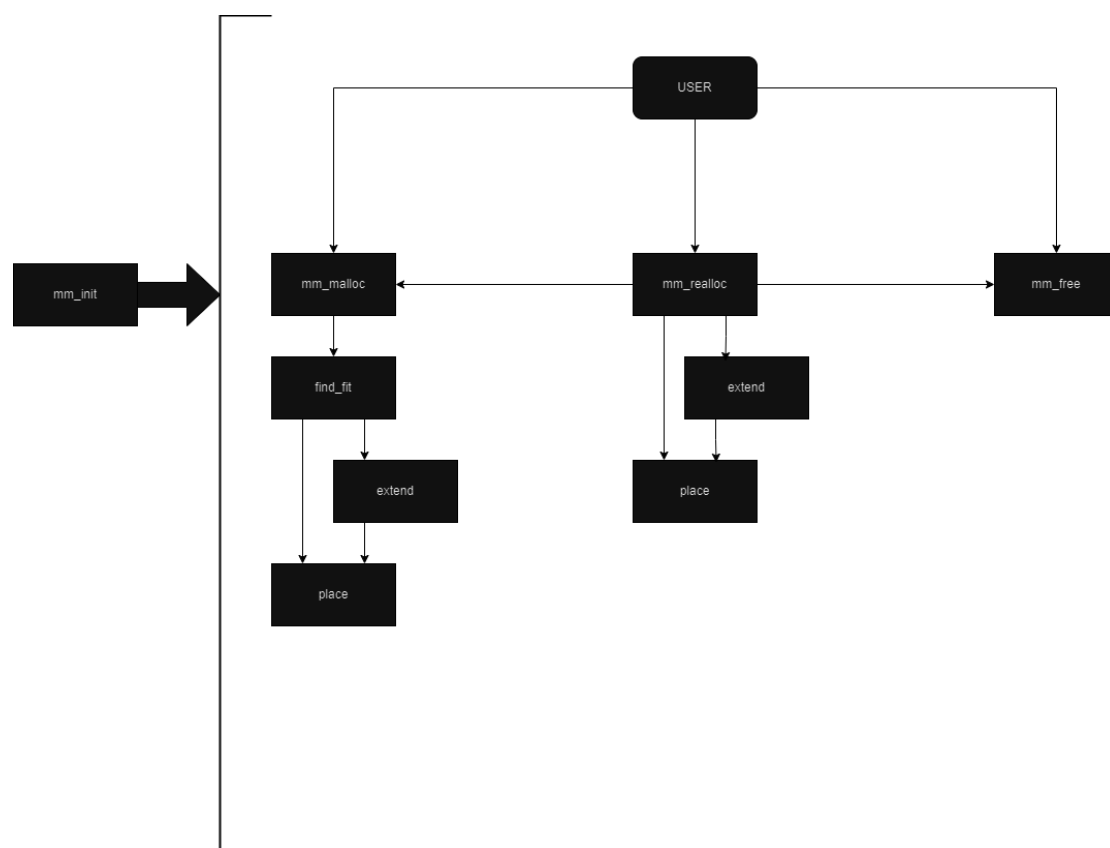 USER
mm_init
mm_malloc
mm_realloc
mm_free
find_fit
extend
extend
place
place